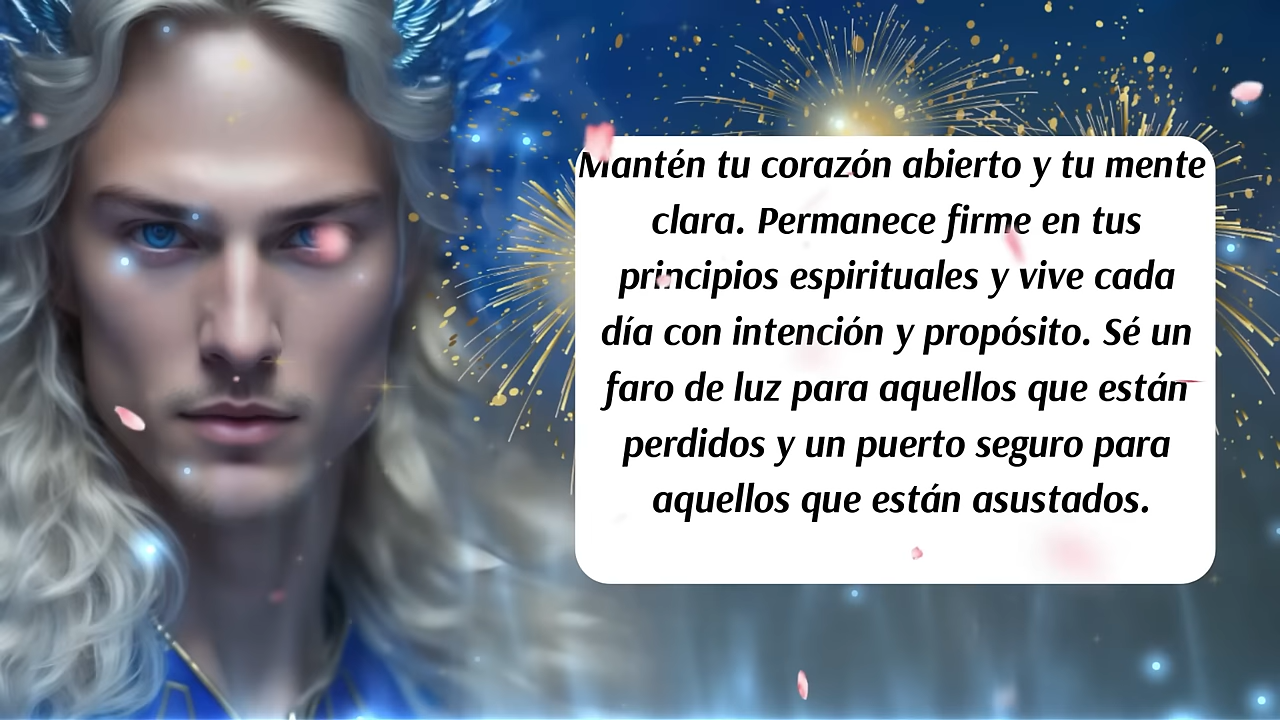 Mantén tu corazón abierto y tu mente
clara. Permanece firme en tus
principios espirituales y vive cada
día con intención y propósito. Sé un
faro de luz para aquellos que están
perdidos y un puerto seguro para
aquellos que están asustados.